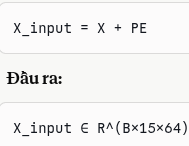 X_input = X + PE
Đầu ra:
X_input ∈ R^(B×15×64)